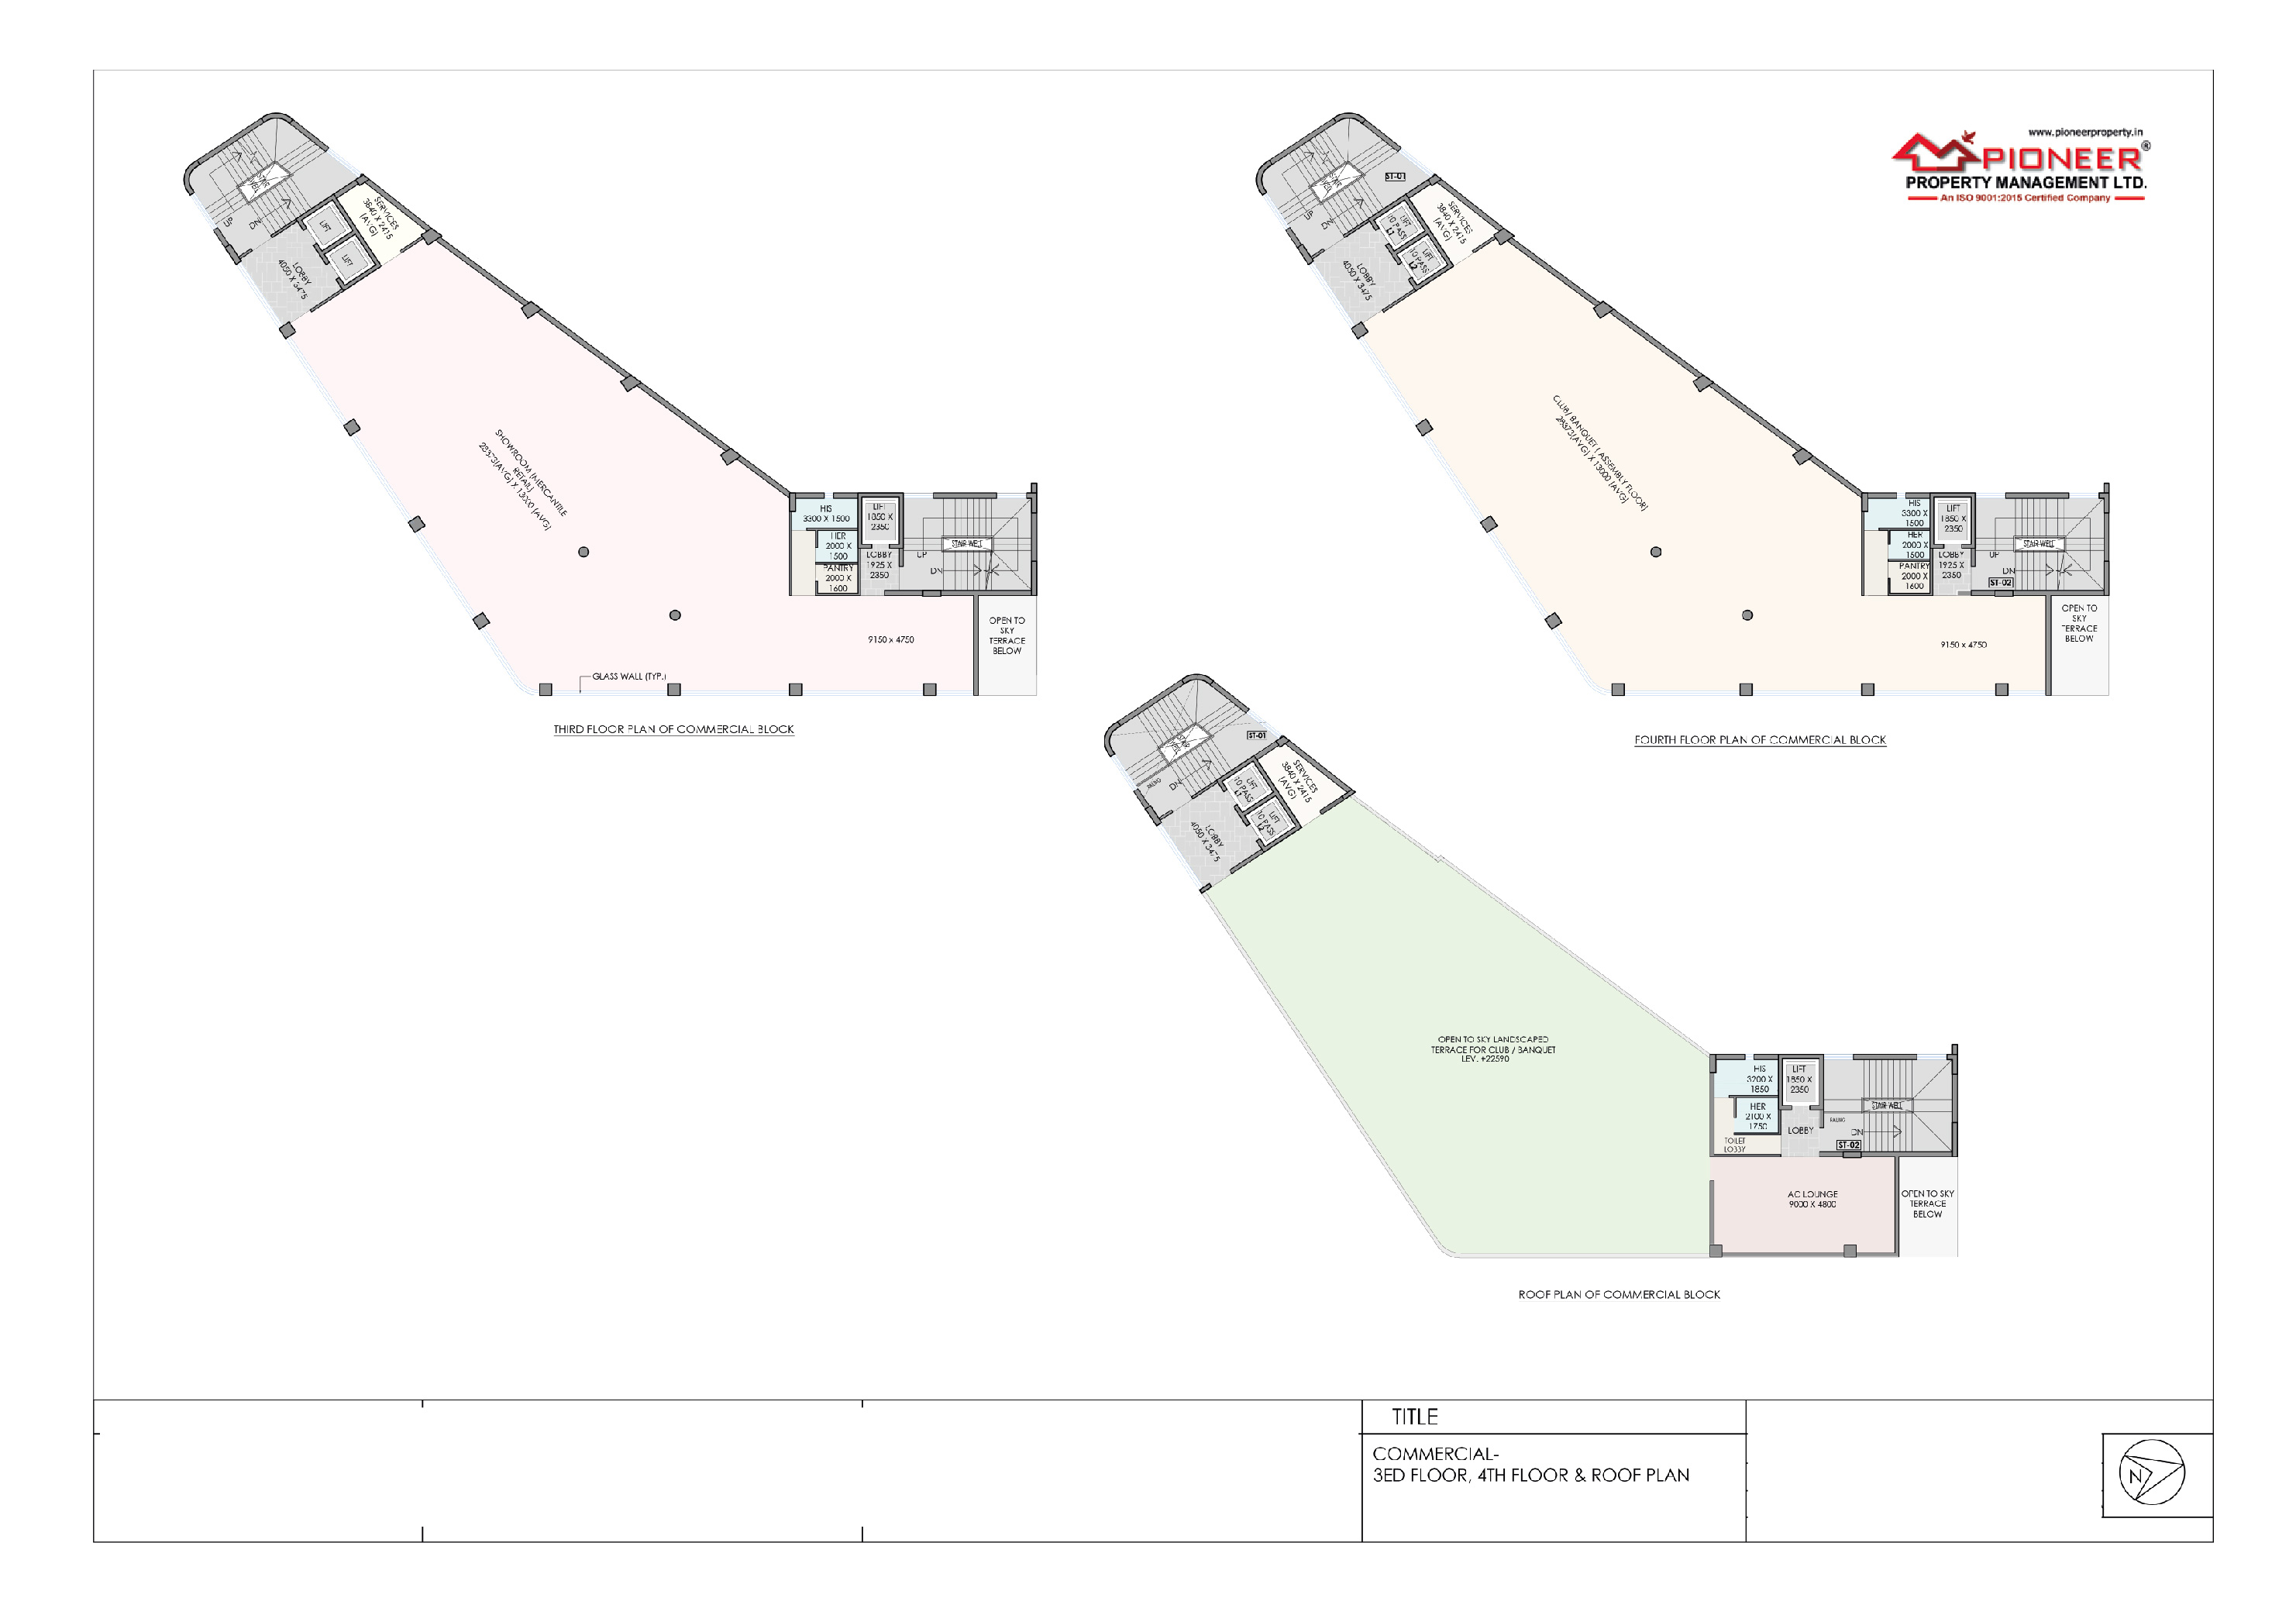 www.pioneerproperty.in
PIONEER®
PROPERTY MANAGEMENT LTD.
An ISO 9001:2015 Certified Company
STAIR WELL
UP
DN
LIFT
LIFT
SERVICES
3840 X 2415
(AVG)
LOBBY
4050 X 3475
SHOWROOM (MERCANTILE
RETAIL)
28373(AVG) X 13000 (AVG)
HIS
3300 X 1500
HER
2000 X
1500
PANTRY
2000 X
1600
LIFT
1850 X
2350
LOBBY
1925 X
2350
UP
DN
STAIR WELL
9150 x 4750
OPEN TO
SKY
TERRACE
BELOW
GLASS WALL (TYP.)
THIRD FLOOR PLAN OF COMMERCIAL BLOCK
STAIR WELL
ST-01
UP
DN
LIFT
10 PASS
L1
LIFT
10 PASS
L2
SERVICES
3840 X 2415
(AVG)
LOBBY
4050 X 3475
CLUB/ BANQUET ( ASSEMBLY FLOOR)
28373(AVG) X 13000 (AVG)
HIS
3300 X
1500
HER
2000 X
1500
PANTRY
2000 X
1600
LIFT
1850 X
2350
LOBBY
1925 X
2350
UP
DN
ST-02
STAIR WELL
9150 x 4750
OPEN TO
SKY
TERRACE
BELOW
FOURTH FLOOR PLAN OF COMMERCIAL BLOCK
STAIR WELL
ST-01
DN
LIFT
10 PASS
L1
LIFT
10 PASS
L2
SERVICES
3840 X 2415
(AVG)
LOBBY
4050 X 3475
OPEN TO SKY LANDSCAPED
TERRACE FOR CLUB / BANQUET
LEV. +22590
HIS
3200 X
1850
HER
2100 X
1750
TOILET
LOBBY
LIFT
1850 X
2350
LOBBY
DN
ST-02
STAIR WELL
AC LOUNGE
9000 X 4800
OPEN TO SKY
TERRACE
BELOW
ROOF PLAN OF COMMERCIAL BLOCK
TITLE
COMMERCIAL-
3ED FLOOR, 4TH FLOOR & ROOF PLAN
N